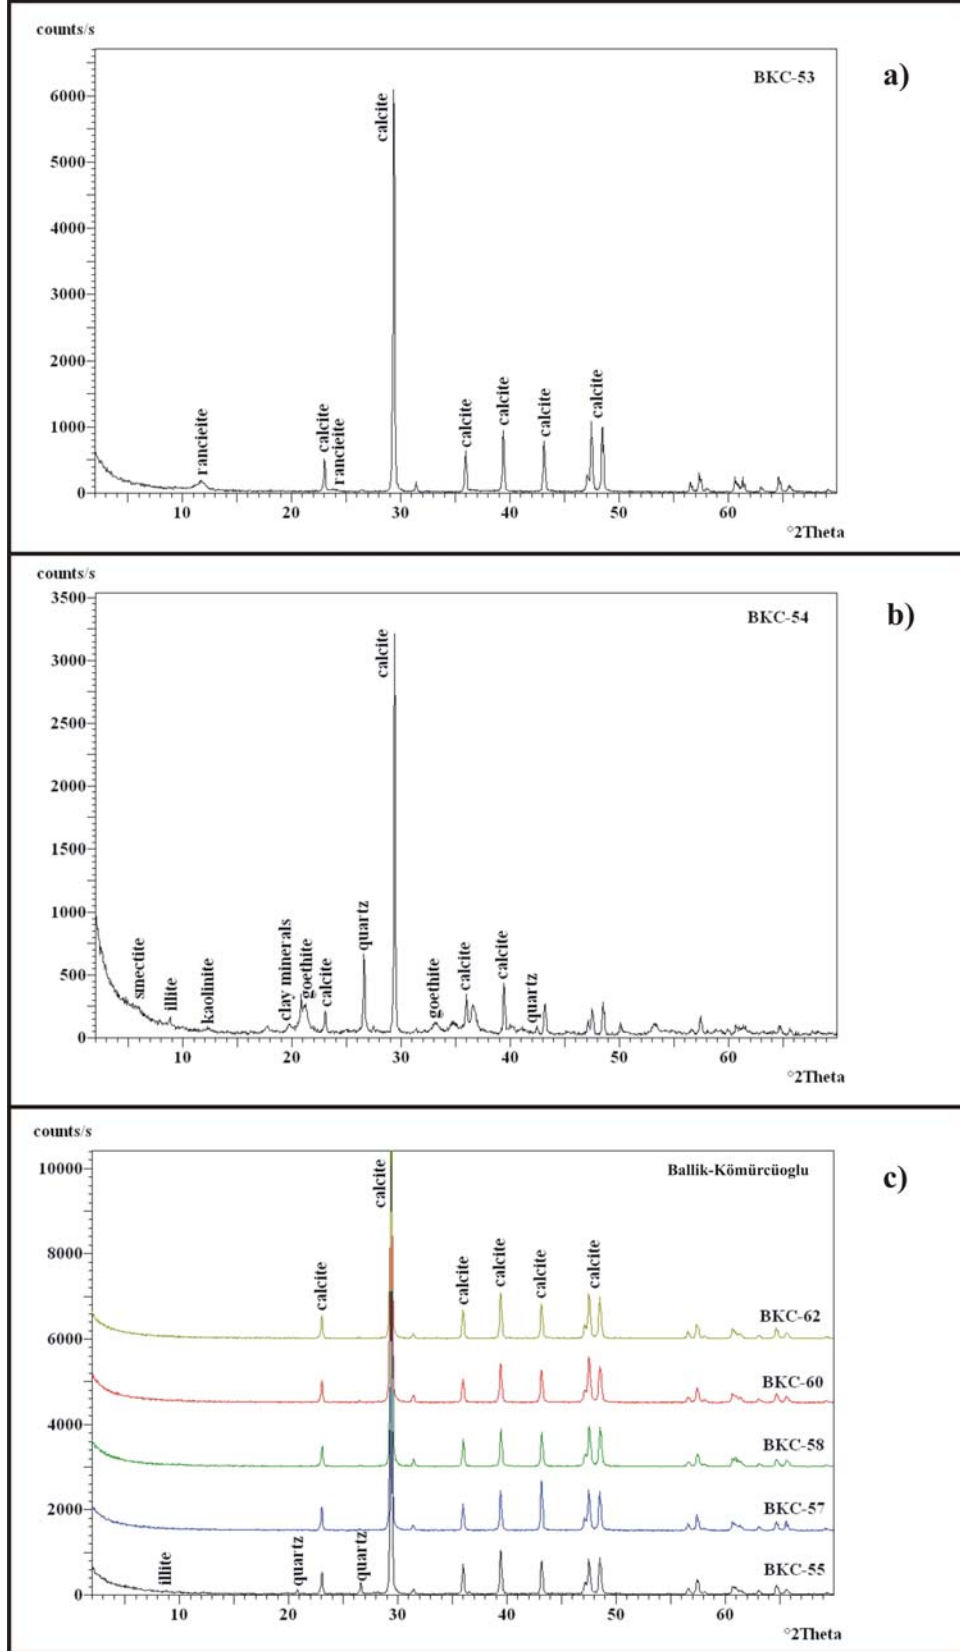 counts/s
BKC-53
a)
6000
5000
4000
3000
2000
1000
0
rancieite
calcite
rancieite
calcite
calcite
calcite
calcite
calcite
10 20 30 40 50 60
°2Theta
counts/s
BKC-54
b)
3500
3000
2500
2000
1500
1000
500
0
smectite
illite
kaolinite
clay minerals
goethite
calcite
quartz
calcite
goethite
calcite
calcite
quartz
10 20 30 40 50 60
°2Theta
counts/s
Ballik-Kömürcüoglu
c)
10000
8000
6000
4000
2000
0
calcite
calcite
calcite
calcite
calcite
calcite
BKC-62
BKC-60
BKC-58
BKC-57
BKC-55
illite
quartz
quartz
10 20 30 40 50 60
°2Theta